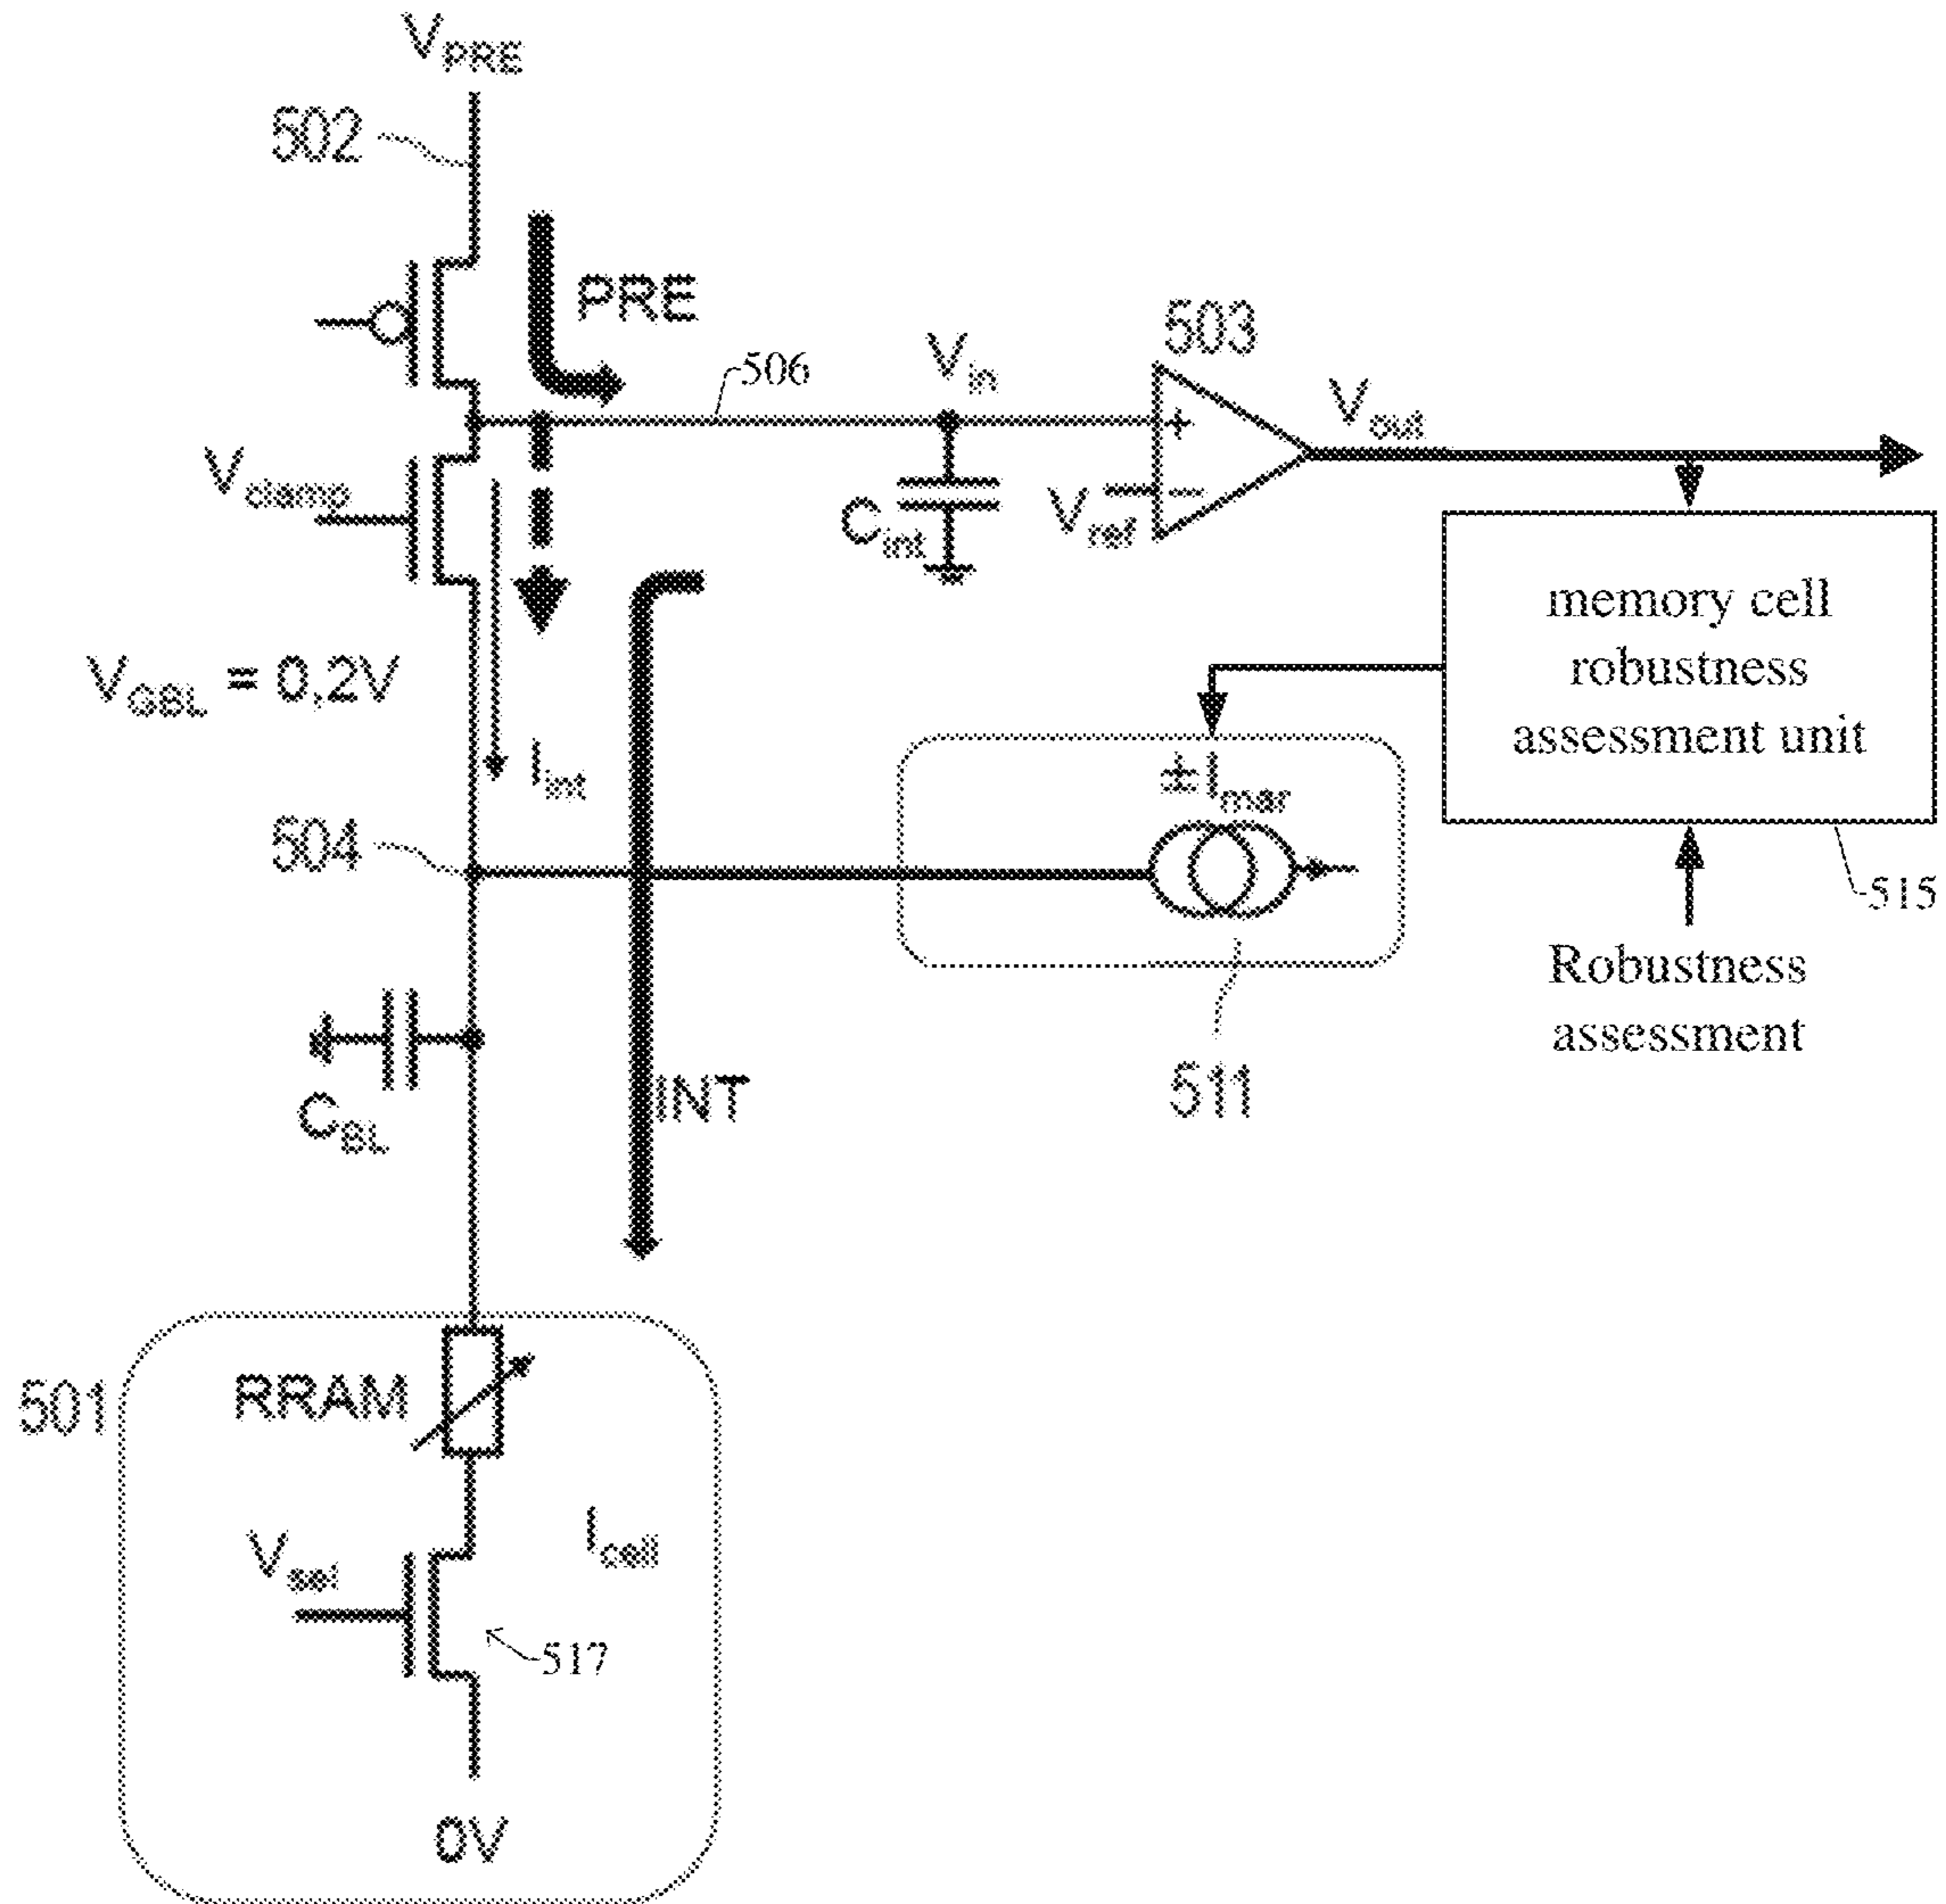 VPRE
502
PRE
503
506
Vin
Vout
+
Vclamp
Vref
−
Cint
memory cell
robustness
assessment unit
VGBL = 0,2V
Iint
±Imar
504
515
Robustness
assessment
CBL
INT
511
501
RRAM
Vsel
Icell
517
0V